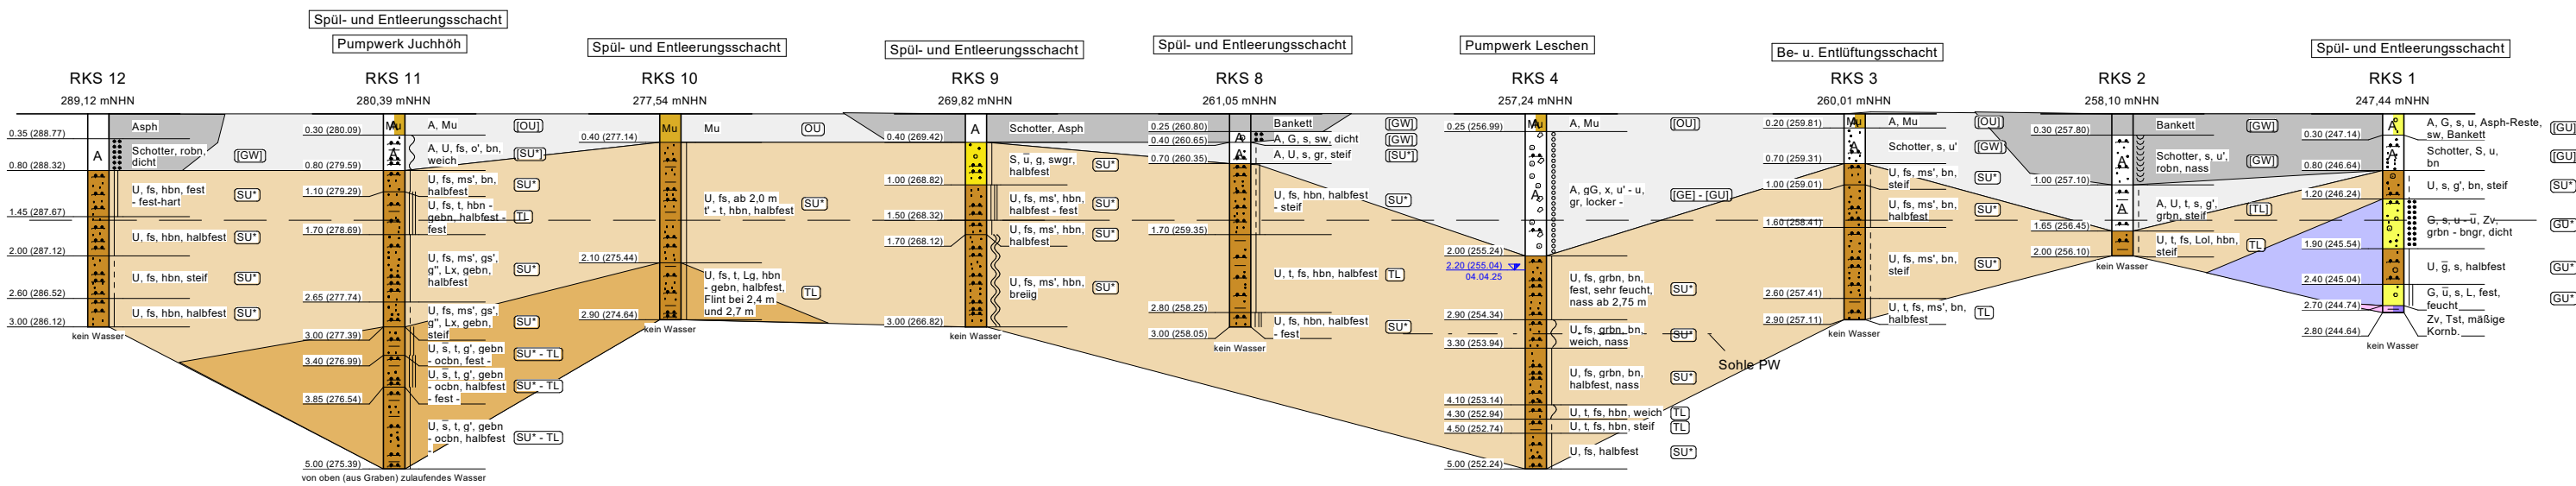 Spül- und Entleerungsschacht
Pumpwerk Juchhöh
Spül- und Entleerungsschacht
Spül- und Entleerungsschacht
Spül- und Entleerungsschacht
Pumpwerk Leschen
Be- u. Entlüftungsschacht
Spül- und Entleerungsschacht
RKS 12
289,12 mNHN
0.35 (288.77)
0.80 (288.32)
1.45 (287.67)
2.00 (287.12)
2.60 (286.52)
3.00 (286.12)
A
Asph
Schotter, robn,
dicht
[GW]
U, fs, hbn, fest
- fest-hart
SU*
U, fs, hbn, halbfest
SU*
U, fs, hbn, steif
SU*
U, fs, hbn, halbfest
SU*
kein Wasser
RKS 11
280,39 mNHN
0.30 (280.09)
0.80 (279.59)
1.10 (279.29)
1.70 (278.69)
2.65 (277.74)
3.00 (277.39)
3.40 (276.99)
3.85 (276.54)
5.00 (275.39)
Mu
A
A
A, Mu
[OU]
A, U, fs, o', bn,
weich
[SU*]
U, fs, ms', bn,
halbfest
SU*
U, fs, t, hbn -
gebn, halbfest -
fest
TL
U, fs, ms', gs',
g'', Lx, gebn,
halbfest
SU*
U, fs, ms', gs',
g'', Lx, gebn,
steif
SU*
U, s̅, t, g', gebn
- ocbn, fest -
SU* - TL
U, s̅, t, g', gebn
- ocbn, halbfest
- fest -
SU* - TL
U, s̅, t, g', gebn
- ocbn, halbfest
-
SU* - TL
von oben (aus Graben) zulaufendes Wasser
RKS 10
277,54 mNHN
0.40 (277.14)
2.10 (275.44)
2.90 (274.64)
Mu
Mu
OU
U, fs, ab 2,0 m
t' - t, hbn, halbfest
SU*
U, fs, t, Lg, hbn
- gebn, halbfest,
Flint bei 2,4 m
und 2,7 m
TL
kein Wasser
RKS 9
269,82 mNHN
0.40 (269.42)
1.00 (268.82)
1.50 (268.32)
1.70 (268.12)
3.00 (266.82)
A
Schotter, Asph
S, u̅, g, swgr,
halbfest
SU*
U, fs, ms', hbn,
halbfest - fest
SU*
U, fs, ms', hbn,
halbfest
SU*
U, fs, ms', hbn,
breiig
SU*
kein Wasser
RKS 8
261,05 mNHN
0.25 (260.80)
0.40 (260.65)
0.70 (260.35)
1.70 (259.35)
2.80 (258.25)
3.00 (258.05)
A
A
Bankett
[GW]
A, G, s, sw, dicht
[GW]
A, U, s, gr, steif
[SU*]
U, fs, hbn, halbfest
- steif
SU*
U, t, fs, hbn, halbfest
TL
U, fs, hbn, halbfest
- fest
SU*
kein Wasser
RKS 4
257,24 mNHN
0.25 (256.99)
2.00 (255.24)
2.20 (255.04)
04.04.25
2.90 (254.34)
3.30 (253.94)
4.10 (253.14)
4.30 (252.94)
4.50 (252.74)
5.00 (252.24)
Mu
A
A
A, Mu
[OU]
A, gG, x, u' - u,
gr, locker -
[GE] - [GU]
U, fs, grbn, bn,
fest, sehr feucht,
nass ab 2,75 m
SU*
U, fs, grbn, bn,
weich, nass
SU*
U, fs, grbn, bn,
halbfest, nass
SU*
U, t, fs, hbn, weich
TL
U, t, fs, hbn, steif
TL
U, fs, halbfest
SU*
Sohle PW
RKS 3
260,01 mNHN
0.20 (259.81)
0.70 (259.31)
1.00 (259.01)
1.60 (258.41)
2.60 (257.41)
2.90 (257.11)
Mu
A
A
A, Mu
[OU]
Schotter, s, u'
[GW]
U, fs, ms', bn,
steif
SU*
U, fs, ms', bn,
halbfest
SU*
U, fs, ms', bn,
steif
SU*
U, t, fs, ms', bn,
halbfest
TL
kein Wasser
RKS 2
258,10 mNHN
0.30 (257.80)
1.00 (257.10)
1.65 (256.45)
2.00 (256.10)
A
A
Bankett
[GW]
Schotter, s, u',
robn, nass
[GW]
A, U, t, s, g',
grbn, steif
[TL]
U, t, fs, Lol, hbn,
steif
TL
kein Wasser
RKS 1
247,44 mNHN
0.30 (247.14)
0.80 (246.64)
1.20 (246.24)
1.90 (245.54)
2.40 (245.04)
2.70 (244.74)
2.80 (244.64)
A
A
A, G, s, u, Asph-Reste,
sw, Bankett
[GU]
Schotter, S, u,
bn
[GU]
U, s, g', bn, steif
SU*
G, s, u - u̅, Zv,
grbn - bngr, dicht
GU*
U, g̅, s, halbfest
GU*
G, u̅, s, L, fest,
feucht
GU*
Zv, Tst, mäßige
Kornb.
kein Wasser